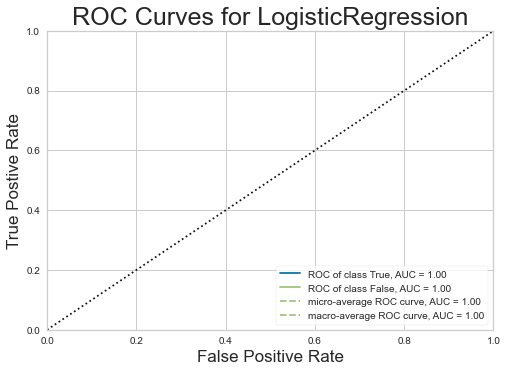 ROC Curves for LogisticRegression
1.0
0.8
0.6
0.4
0.2
0.0
True Postive Rate
ROC of class True, AUC = 1.00
ROC of class False, AUC = 1.00
micro-average ROC curve, AUC = 1.00
macro-average ROC curve, AUC = 1.00
0.0 0.2 0.4 0.6 0.8 1.0
False Positive Rate